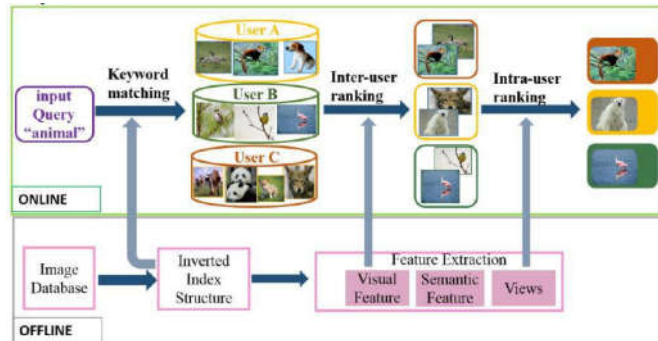 User A
Keyword
matching
input
Query
"animal"
User B
Inter-user
ranking
Intra-user
ranking
User C
ONLINE
Image
Database
Inverted
Index
Structure
Feature Extraction
Visual
Feature
Semantic
Feature
Views
OFFLINE